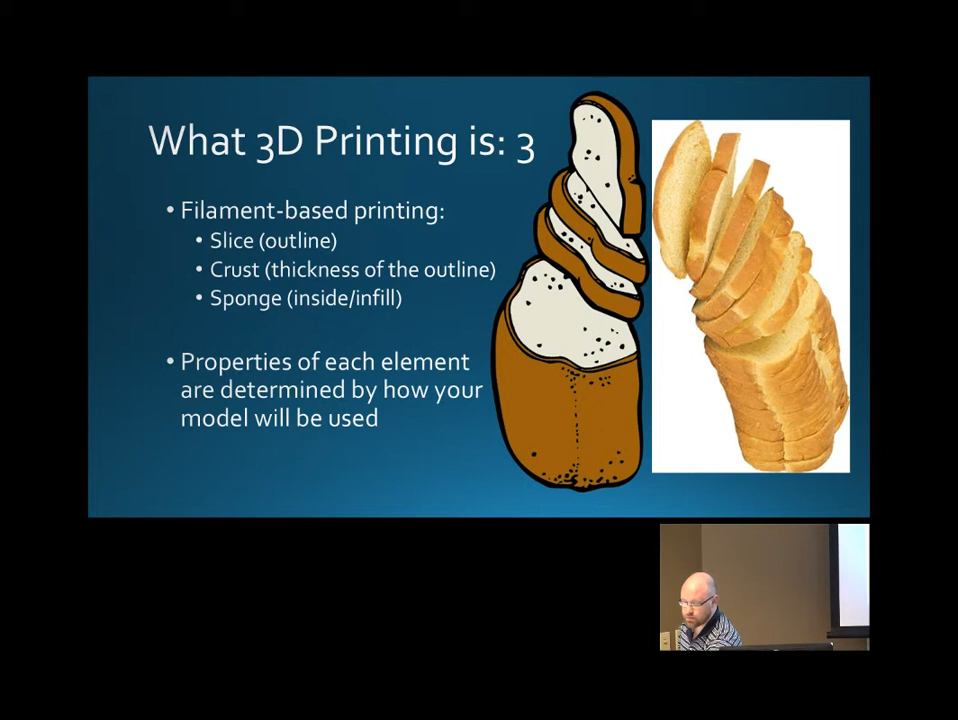 What 3D Printing is: 3
• Filament-based printing:
• Slice (outline)
• Crust (thickness of the outline)
• Sponge (inside/infill)
• Properties of each element
are determined by how your
model will be used